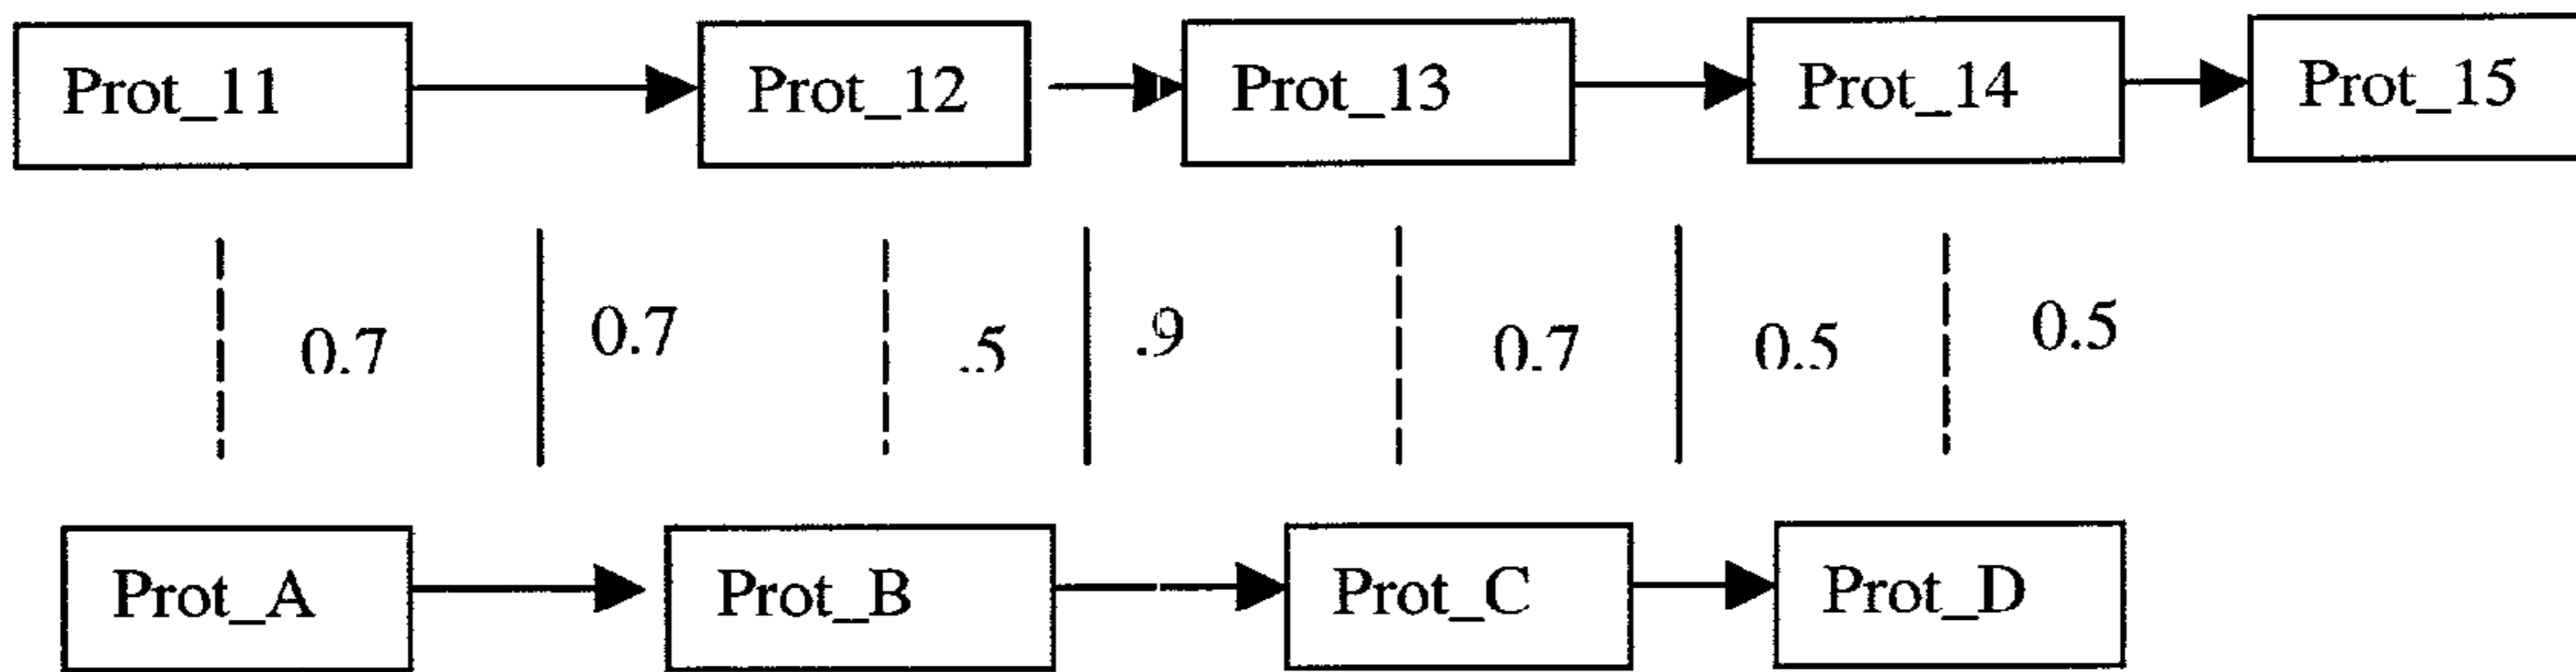 Prot_11 Prot_12 Prot_13 Prot_14 Prot_15
0.7 0.7 .5 .9 0.7 0.5 0.5
Prot_A Prot_B Prot_C Prot_D